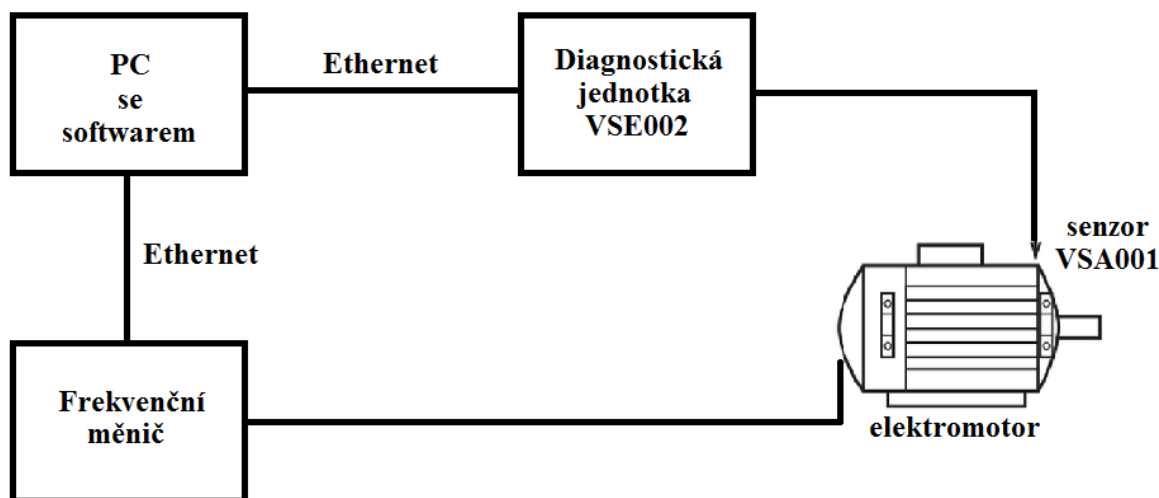 PC
se
softwarem
Ethernet
Diagnostická
jednotka
VSE002
senzor
VSA001
Ethernet
Frekvenční
měnič
elektromotor